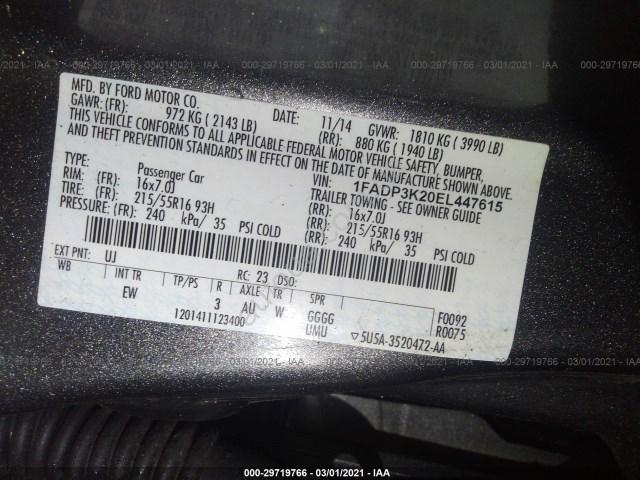 000-29719766 - 03/01/2021 - IAA
MFD. BY FORD MOTOR CO. DATE: 11/14 GVWR: 1810 KG ( 3990 LB)
GAWR: (FR): 972 KG ( 2143 LB) (RR): 880 KG ( 1940 LB)
THIS VEHICLE CONFORMS TO ALL APPLICABLE FEDERAL MOTOR VEHICLE SAFETY, BUMPER,
AND THEFT PREVENTION STANDARDS IN EFFECT ON THE DATE OF MANUFACTURE SHOWN ABOVE.
VIN: 1FADP3K20EL447615
TYPE: Passenger Car TRAILER TOWING - SEE OWNER GUIDE
RIM: (FR) 16x7.0J (RR): 16x7.0J
TIRE: (FR) 215/55R16 93H (RR): 215/55R16 93H
PRESSURE: (FR) 240 kPa/ 35 PSI COLD (RR): 240 kPa/ 35 PSI COLD
EXT PNT: UJ RC: 23 DSO:
WB INT TR TP/PS R AXLE TR SPR
EW 3 AU W GGGG F0092
1201411123400 UMU R0075
▽5U5A-3520472-AA
000-29719766 - 03/01/2021 - IAA